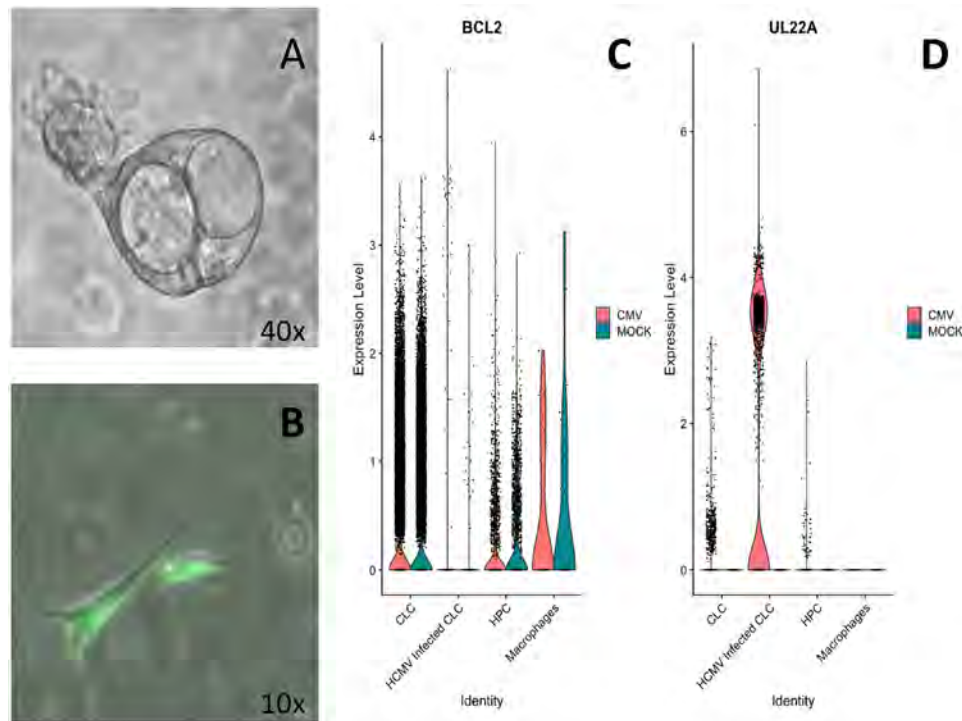 A
40x
B
10x
BCL2
C
Expression Level
4
3
2
1
0
CLC
HCMV Infected CLC
HPC
Macrophages
Identity
CMV
MOCK
UL22A
D
Expression Level
6
4
2
0
CLC
HCMV Infected CLC
HPC
Macrophages
Identity
CMV
MOCK